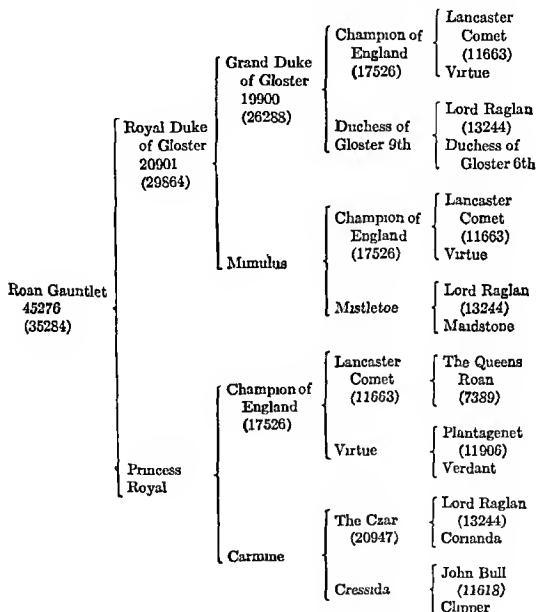 Roan Gauntlet
45276
(35284)
Royal Duke
of Gloster
20901
(29864)
Princess
Royal
Grand Duke
of Gloster
19900
(26288)
Mimulus
Champion of
England
(17526)
Carmine
Champion of
England
(17526)
Duchess of
Gloster 9th
Champion of
England
(17526)
Mistletoe
Lancaster
Comet
(11663)
Virtue
The Czar
(20947)
Cressida
Lancaster
Comet
(11663)
Virtue
Lord Raglan
(13244)
Duchess of
Gloster 6th
Lancaster
Comet
(11663)
Virtue
Lord Raglan
(13244)
Maidstone
The Queens
Roan
(7389)
Plantagenet
(11906)
Verdant
Lord Raglan
(13244)
Corianda
John Bull
(11618)
Clipper